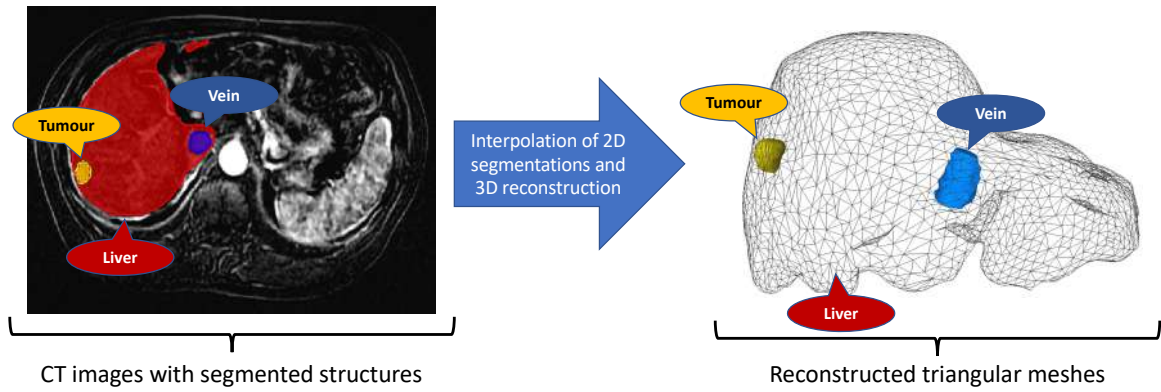 Vein
Tumour
Liver
CT images with segmented structures
Interpolation of 2D
segmentations and
3D reconstruction
Tumour
Vein
Liver
Reconstructed triangular meshes